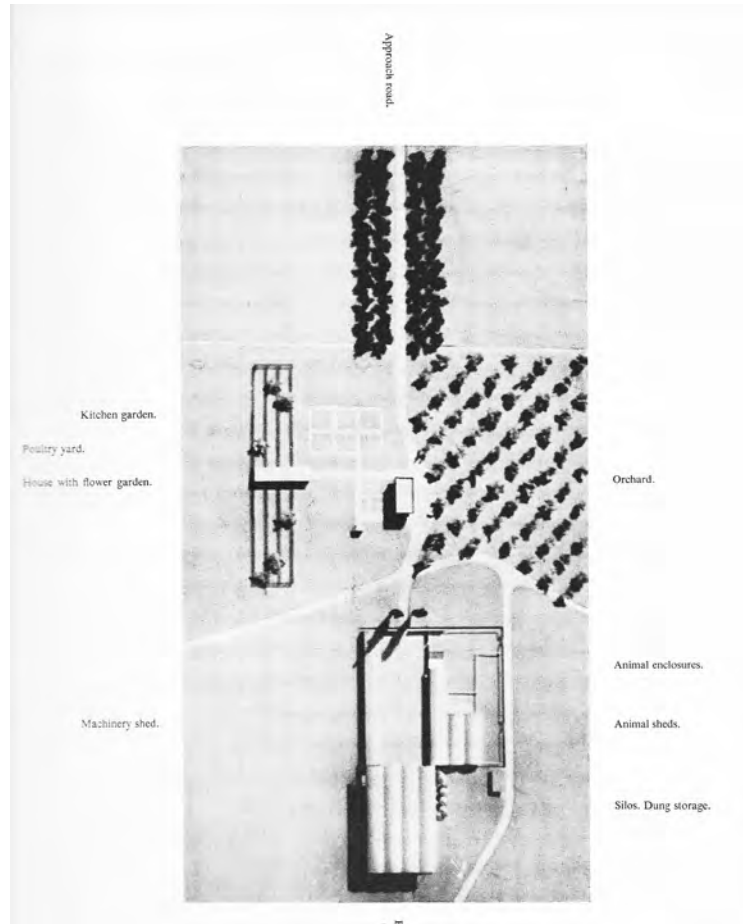 Approach road.
Kitchen garden.
Poultry yard.
House with flower garden.
Orchard.
Animal enclosures.
Machinery shed.
Animal sheds.
Silos. Dung storage.